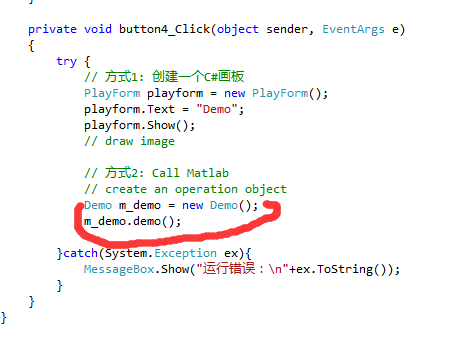 private void button4_Click(object sender, EventArgs e)
{
try {
// 方式1: 创建一个C#画板
PlayForm playform = new PlayForm();
playform.Text = "Demo";
playform.Show();
// draw image
// 方式2: Call Matlab
// create an operation object
Demo m_demo = new Demo();
m_demo.demo();
}catch(System.Exception ex){
MessageBox.Show("运行错误：\n"+ex.ToString());
}
}
}